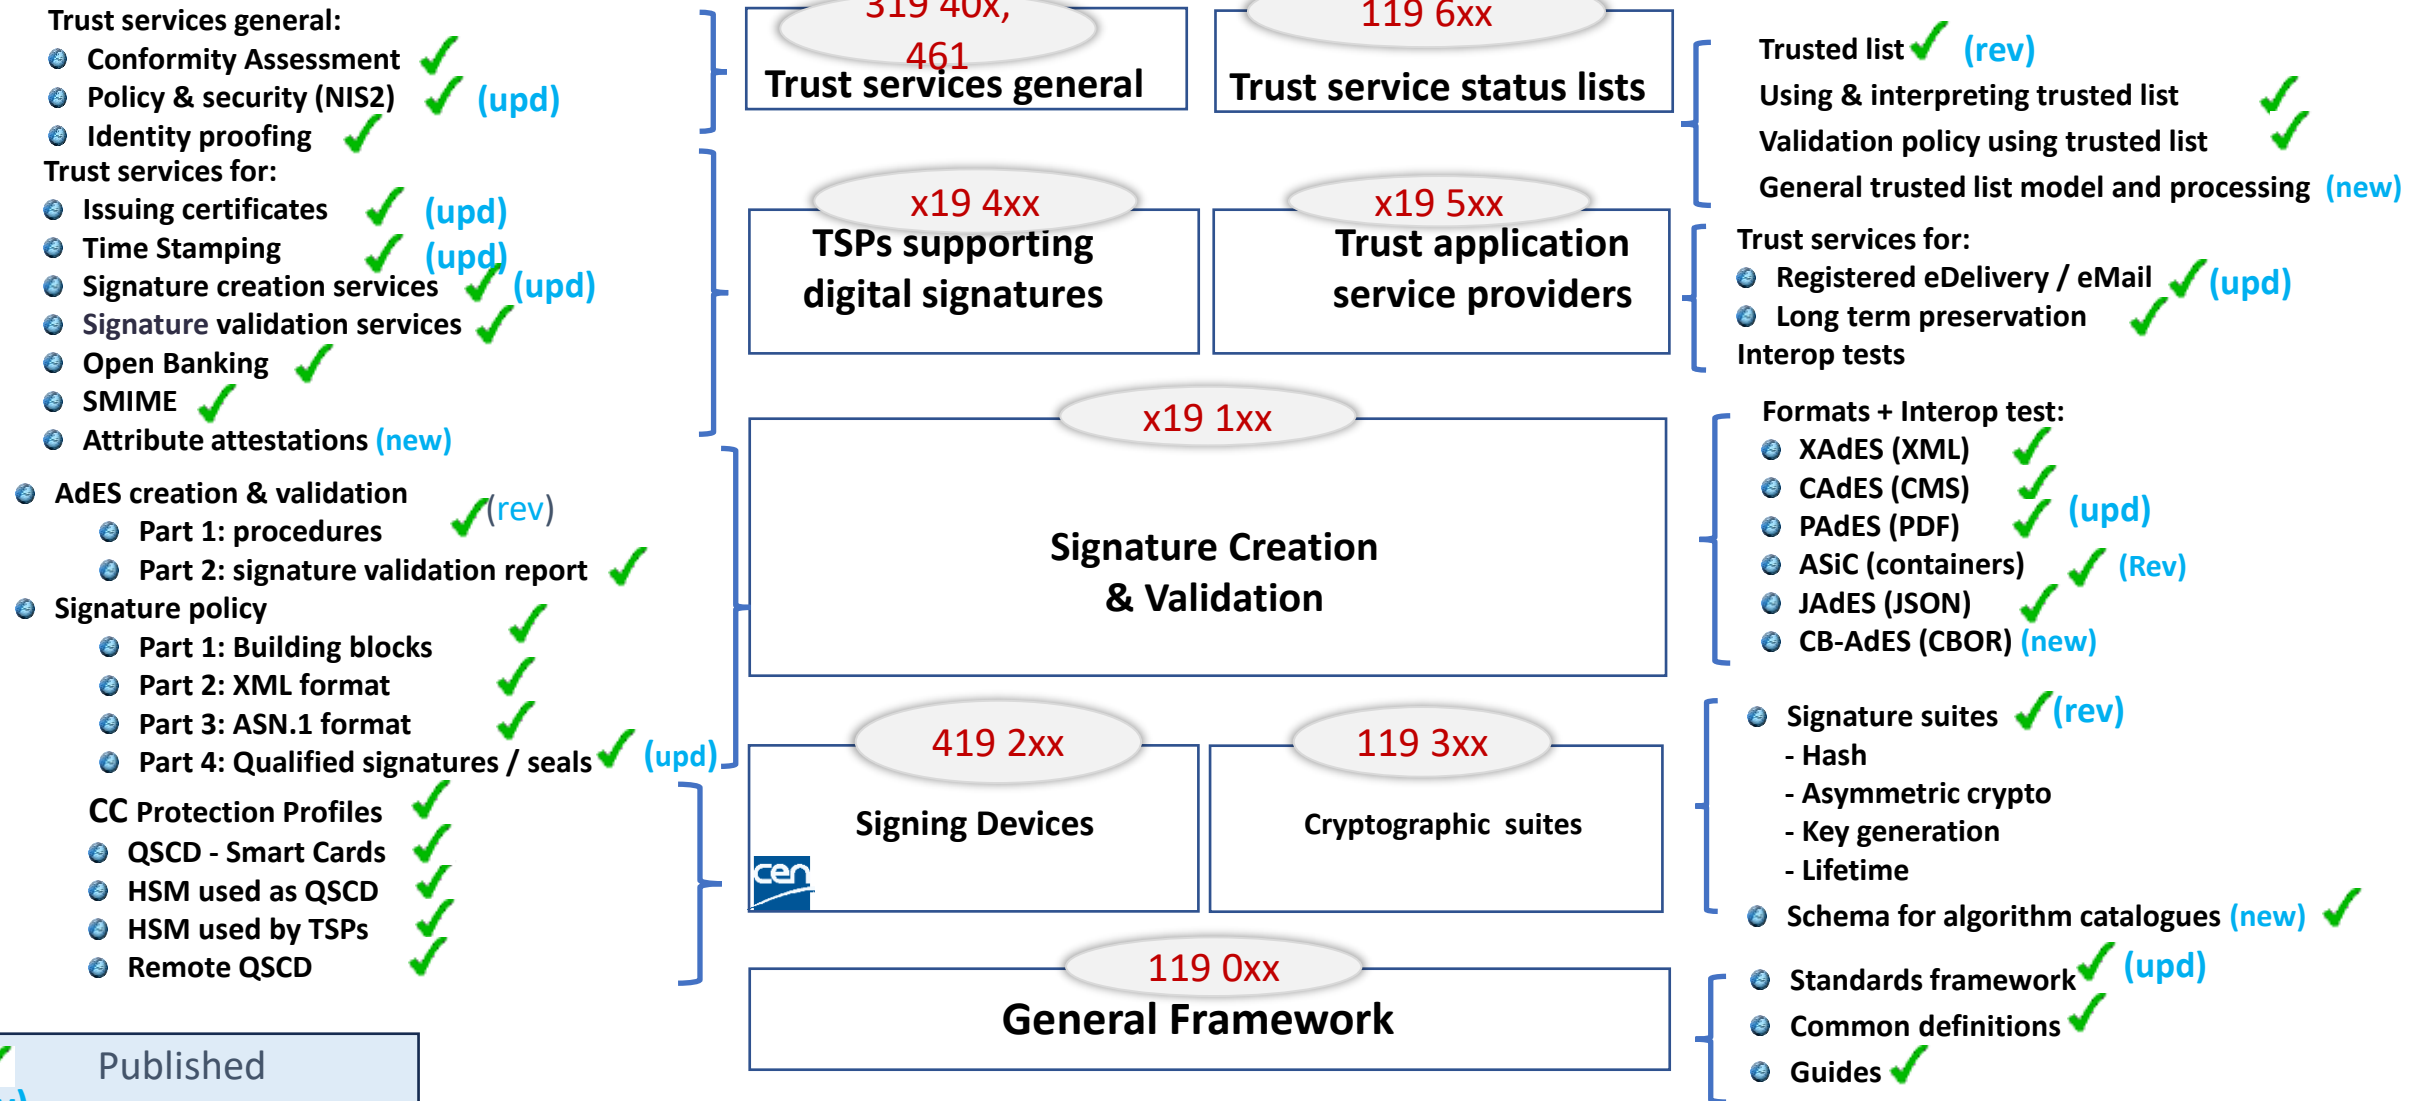 Trust services general:
Conformity Assessment
Policy & security (NIS2) (upd)
Identity proofing
Trust services for:
Issuing certificates (upd)
Time Stamping (upd)
Signature creation services (upd)
Signature validation services
Open Banking
SMIME
Attribute attestations (new)
AdES creation & validation
Part 1: procedures (rev)
Part 2: signature validation report
Signature policy
Part 1: Building blocks
Part 2: XML format
Part 3: ASN.1 format
Part 4: Qualified signatures / seals (upd)
CC Protection Profiles
QSCD - Smart Cards
HSM used as QSCD
HSM used by TSPs
Remote QSCD
Published
319 40x,
461
Trust services general
119 6xx
Trust service status lists
x19 4xx
TSPs supporting
digital signatures
x19 5xx
Trust application
service providers
x19 1xx
Signature Creation
& Validation
419 2xx
Signing Devices
cen
119 3xx
Cryptographic suites
119 0xx
General Framework
Trusted list (rev)
Using & interpreting trusted list
Validation policy using trusted list
General trusted list model and processing (new)
Trust services for:
Registered eDelivery / eMail (upd)
Long term preservation
Interop tests
Formats + Interop test:
XAdES (XML)
CAdES (CMS)
PAdES (PDF) (upd)
ASiC (containers) (Rev)
JAdES (JSON)
CB-AdES (CBOR) (new)
Signature suites (rev)
- Hash
- Asymmetric crypto
- Key generation
- Lifetime
Schema for algorithm catalogues (new)
Standards framework (upd)
Common definitions
Guides